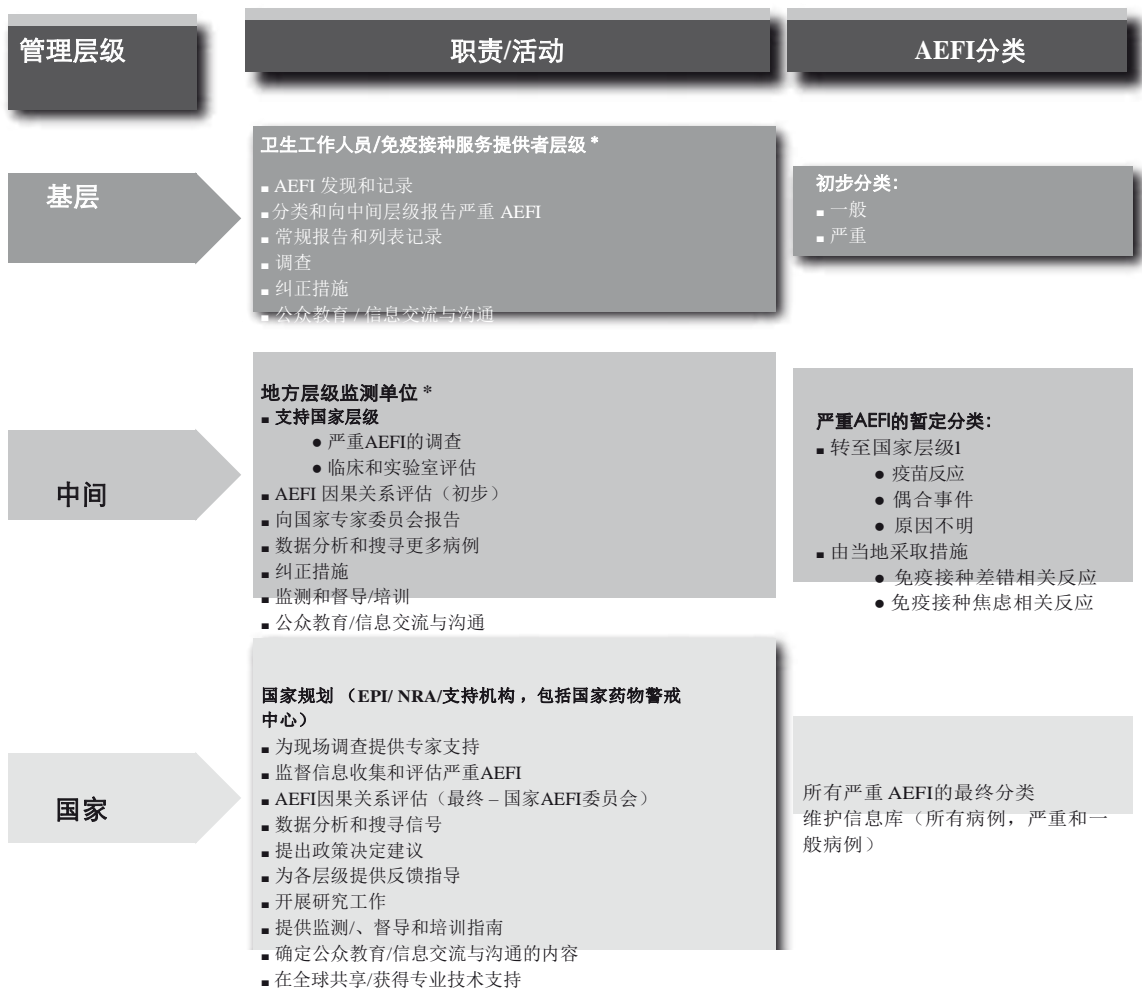 管理层级
职责/活动
AEFI分类
基层
卫生工作人员/免疫接种服务提供者层级 *
■ AEFI 发现和记录
■ 分类和向中间层级报告严重 AEFI
■ 常规报告和列表记录
■ 调查
■ 纠正措施
■ 公众教育 / 信息交流与沟通
初步分类：
■ 一般
■ 严重
中间
地方层级监测单位 *
■ 支持国家层级
● 严重AEFI的调查
● 临床和实验室评估
■ AEFI 因果关系评估（初步）
■ 向国家专家委员会报告
■ 数据分析和搜寻更多病例
■ 纠正措施
■ 监测和督导/培训
■ 公众教育/信息交流与沟通
严重AEFI的暂定分类：
■ 转至国家层级1
● 疫苗反应
● 偶合事件
● 原因不明
■ 由当地采取措施
● 免疫接种差错相关反应
● 免疫接种焦虑相关反应
国家
国家规划 （EPI/ NRA/支持机构 ，包括国家药物警戒
中心）
■ 为现场调查提供专家支持
■ 监督信息收集和评估严重AEFI
■ AEFI因果关系评估（最终 – 国家AEFI委员会）
■ 数据分析和搜寻信号
■ 提出政策决定建议
■ 为各层级提供反馈指导
■ 开展研究工作
■ 提供监测/、督导和培训指南
■ 确定公众教育/信息交流与沟通的内容
■ 在全球共享/获得专业技术支持
所有严重 AEFI的最终分类
维护信息库（所有病例，严重和一
般病例）